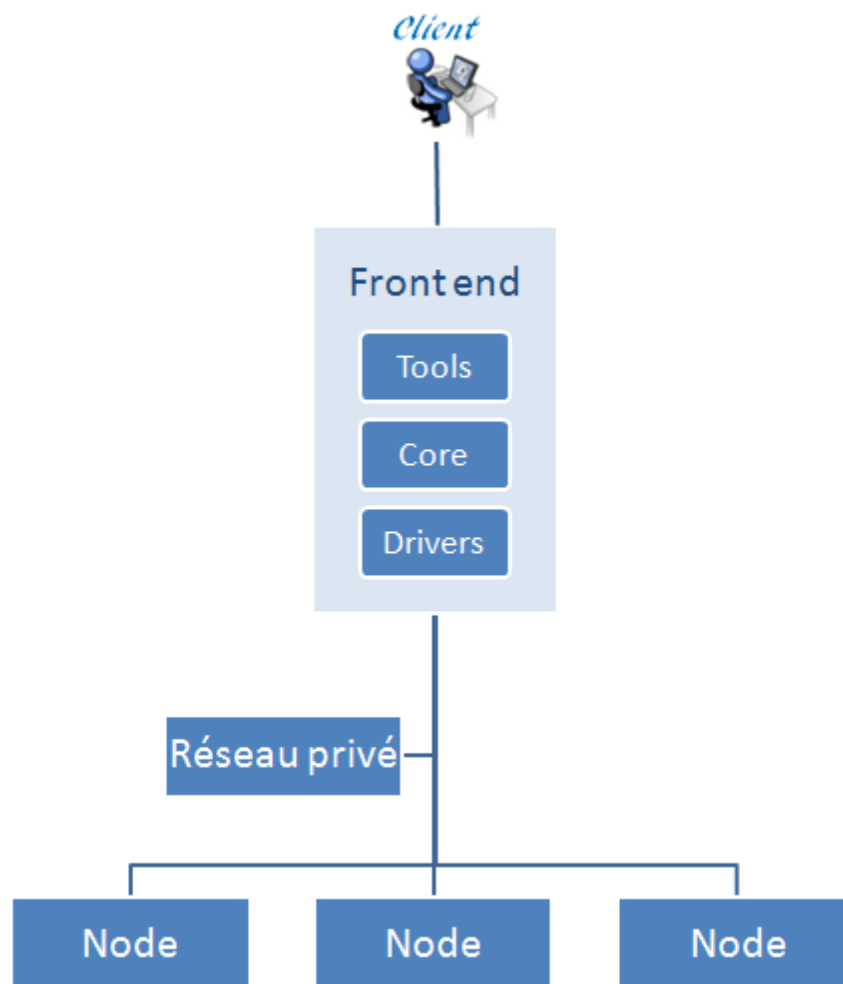 Client
Front end
Tools
Core
Drivers
Réseau privé
Node
Node
Node